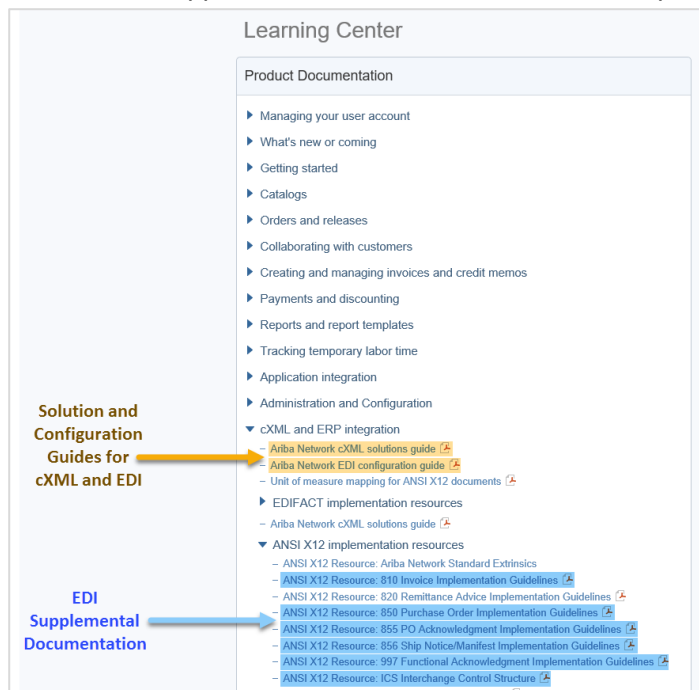 Learning Center
Product Documentation
Managing your user account
What's new or coming
Getting started
Catalogs
Orders and releases
Collaborating with customers
Creating and managing invoices and credit memos
Payments and discounting
Reports and report templates
Tracking temporary labor time
Application integration
Administration and Configuration
cXML and ERP integration
– Ariba Network cXML solutions guide
– Ariba Network EDI configuration guide
– Unit of measure mapping for ANSI X12 documents
EDIFACT implementation resources
– Ariba Network cXML solutions guide
ANSI X12 implementation resources
– ANSI X12 Resource: Ariba Network Standard Extrinsics
– ANSI X12 Resource: 810 Invoice Implementation Guidelines
– ANSI X12 Resource: 820 Remittance Advice Implementation Guidelines
– ANSI X12 Resource: 850 Purchase Order Implementation Guidelines
– ANSI X12 Resource: 855 PO Acknowledgment Implementation Guidelines
– ANSI X12 Resource: 856 Ship Notice/Manifest Implementation Guidelines
– ANSI X12 Resource: 997 Functional Acknowledgment Implementation Guidelines
– ANSI X12 Resource: ICS Interchange Control Structure
Solution and
Configuration
Guides for
cXML and EDI
EDI
Supplemental
Documentation